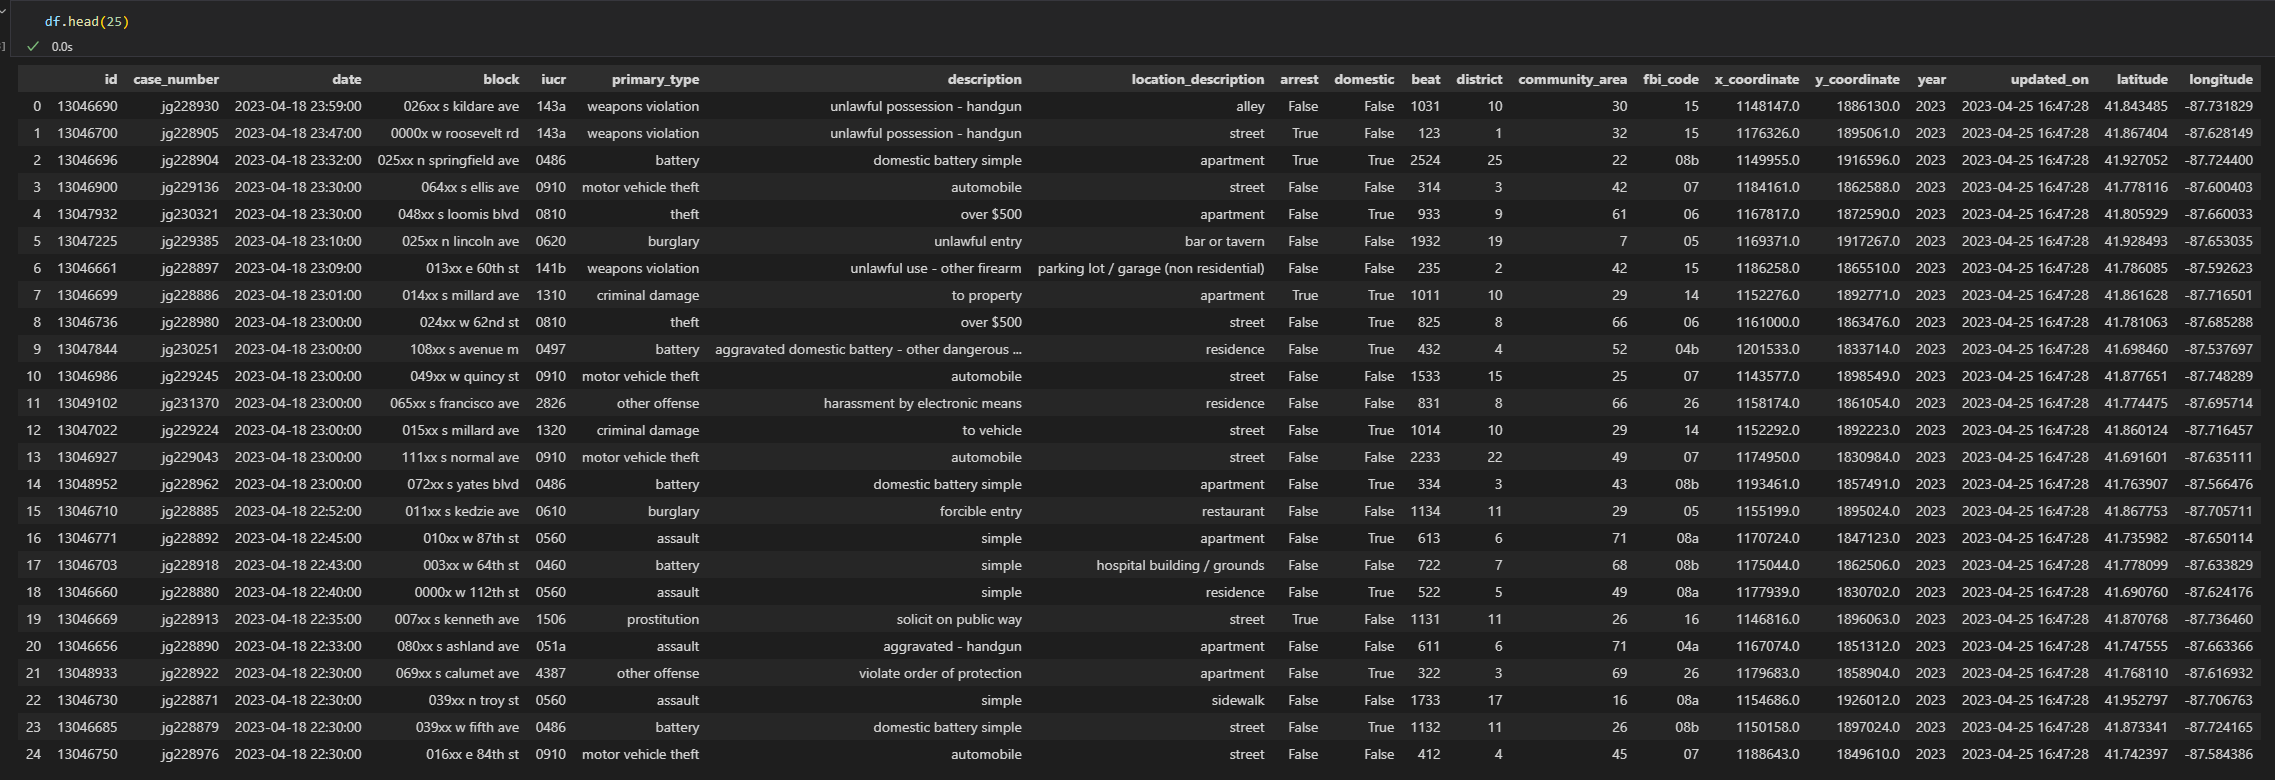 df.head(25)
0.0s
id case_number date block iucr primary_type description location_description arrest domestic beat district community_area fbi_code x_coordinate y_coordinate year updated_on latitude longitude
0 13046690 jg228930 2023-04-18 23:59:00 026xx s kildare ave 143a weapons violation unlawful possession - handgun alley False False 1031 10 30 15 1148147.0 1886130.0 2023 2023-04-25 16:47:28 41.843485 -87.731829
1 13046700 jg228905 2023-04-18 23:47:00 0000x w roosevelt rd 143a weapons violation unlawful possession - handgun street True False 123 1 32 15 1176326.0 1895061.0 2023 2023-04-25 16:47:28 41.867404 -87.628149
2 13046696 jg228904 2023-04-18 23:32:00 025xx n springfield ave 0486 battery domestic battery simple apartment True True 2524 25 22 08b 1149955.0 1916596.0 2023 2023-04-25 16:47:28 41.927052 -87.724400
3 13046900 jg229136 2023-04-18 23:30:00 064xx s ellis ave 0910 motor vehicle theft automobile street False False 314 3 42 07 1184161.0 1862588.0 2023 2023-04-25 16:47:28 41.778116 -87.600403
4 13047932 jg230321 2023-04-18 23:30:00 048xx s loomis blvd 0810 theft over $500 apartment False True 933 9 61 06 1167817.0 1872590.0 2023 2023-04-25 16:47:28 41.805929 -87.660033
5 13047225 jg229385 2023-04-18 23:10:00 025xx n lincoln ave 0620 burglary unlawful entry bar or tavern False False 1932 19 7 05 1169371.0 1917267.0 2023 2023-04-25 16:47:28 41.928493 -87.653035
6 13046661 jg228897 2023-04-18 23:09:00 013xx e 60th st 141b weapons violation unlawful use - other firearm parking lot / garage (non residential) False False 235 2 42 15 1186258.0 1865510.0 2023 2023-04-25 16:47:28 41.786085 -87.592623
7 13046699 jg228886 2023-04-18 23:01:00 014xx s millard ave 1310 criminal damage to property apartment True True 1011 10 29 14 1152276.0 1892771.0 2023 2023-04-25 16:47:28 41.861628 -87.716501
8 13046736 jg228980 2023-04-18 23:00:00 024xx w 62nd st 0810 theft over $500 street False True 825 8 66 06 1161000.0 1863476.0 2023 2023-04-25 16:47:28 41.781063 -87.685288
9 13047844 jg230251 2023-04-18 23:00:00 108xx s avenue m 0497 battery aggravated domestic battery - other dangerous ... residence False True 432 4 52 04b 1201533.0 1833714.0 2023 2023-04-25 16:47:28 41.698460 -87.537697
10 13046986 jg229245 2023-04-18 23:00:00 049xx w quincy st 0910 motor vehicle theft automobile street False False 1533 15 25 07 1143577.0 1898549.0 2023 2023-04-25 16:47:28 41.877651 -87.748289
11 13049102 jg231370 2023-04-18 23:00:00 065xx s francisco ave 2826 other offense harassment by electronic means residence False False 831 8 66 26 1158174.0 1861054.0 2023 2023-04-25 16:47:28 41.774475 -87.695714
12 13047022 jg229224 2023-04-18 23:00:00 015xx s millard ave 1320 criminal damage to vehicle street False True 1014 10 29 14 1152292.0 1892223.0 2023 2023-04-25 16:47:28 41.860124 -87.716457
13 13046927 jg229043 2023-04-18 23:00:00 111xx s normal ave 0910 motor vehicle theft automobile street False False 2233 22 49 07 1174950.0 1830984.0 2023 2023-04-25 16:47:28 41.691601 -87.635111
14 13048952 jg228962 2023-04-18 23:00:00 072xx s yates blvd 0486 battery domestic battery simple apartment False True 334 3 43 08b 1193461.0 1857491.0 2023 2023-04-25 16:47:28 41.763907 -87.566476
15 13046710 jg228885 2023-04-18 22:52:00 011xx s kedzie ave 0610 burglary forcible entry restaurant False False 1134 11 29 05 1155199.0 1895024.0 2023 2023-04-25 16:47:28 41.867753 -87.705711
16 13046771 jg228892 2023-04-18 22:45:00 010xx w 87th st 0560 assault simple apartment False True 613 6 71 08a 1170724.0 1847123.0 2023 2023-04-25 16:47:28 41.735982 -87.650114
17 13046703 jg228918 2023-04-18 22:43:00 003xx w 64th st 0460 battery simple hospital building / grounds False False 722 7 68 08b 1175044.0 1862506.0 2023 2023-04-25 16:47:28 41.778099 -87.633829
18 13046660 jg228880 2023-04-18 22:40:00 0000x w 112th st 0560 assault simple residence False True 522 5 49 08a 1177939.0 1830702.0 2023 2023-04-25 16:47:28 41.690760 -87.624176
19 13046669 jg228913 2023-04-18 22:35:00 007xx s kenneth ave 1506 prostitution solicit on public way street True False 1131 11 26 16 1146816.0 1896063.0 2023 2023-04-25 16:47:28 41.870768 -87.736460
20 13046656 jg228890 2023-04-18 22:33:00 080xx s ashland ave 051a assault aggravated - handgun apartment False False 611 6 71 04a 1167074.0 1851312.0 2023 2023-04-25 16:47:28 41.747555 -87.663366
21 13048933 jg228922 2023-04-18 22:30:00 069xx s calumet ave 4387 other offense violate order of protection apartment False True 322 3 69 26 1179683.0 1858904.0 2023 2023-04-25 16:47:28 41.768110 -87.616932
22 13046730 jg228871 2023-04-18 22:30:00 039xx n troy st 0560 assault simple sidewalk False False 1733 17 16 08a 1154686.0 1926012.0 2023 2023-04-25 16:47:28 41.952797 -87.706763
23 13046685 jg228879 2023-04-18 22:30:00 039xx w fifth ave 0486 battery domestic battery simple street False True 1132 11 26 08b 1150158.0 1897024.0 2023 2023-04-25 16:47:28 41.873341 -87.724165
24 13046750 jg228976 2023-04-18 22:30:00 016xx e 84th st 0910 motor vehicle theft automobile street False False 412 4 45 07 1188643.0 1849610.0 2023 2023-04-25 16:47:28 41.742397 -87.584386